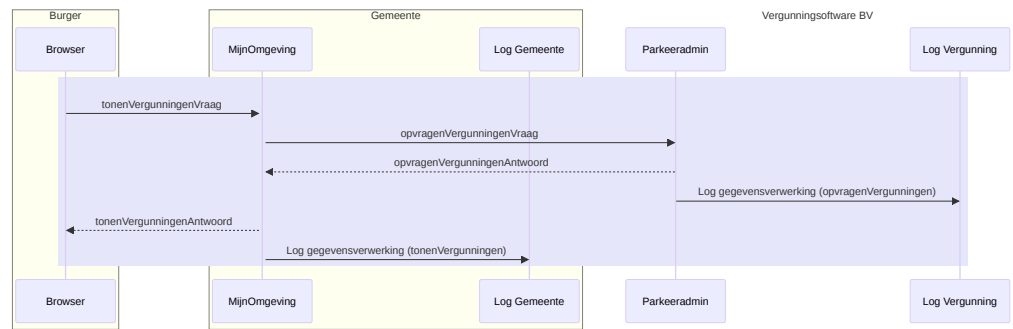 Burger
Gemeente
Vergunningsoftware BV
Browser
MijnOmgeving
Log Gemeente
Parkeeradmin
Log Vergunning
tonenVergunningenVraag
opvragenVergunningenVraag
opvragenVergunningenAntwoord
Log gegevensverwerking (opvragenVergunningen)
tonenVergunningenAntwoord
Log gegevensverwerking (tonenVergunningen)
Browser
MijnOmgeving
Log Gemeente
Parkeeradmin
Log Vergunning